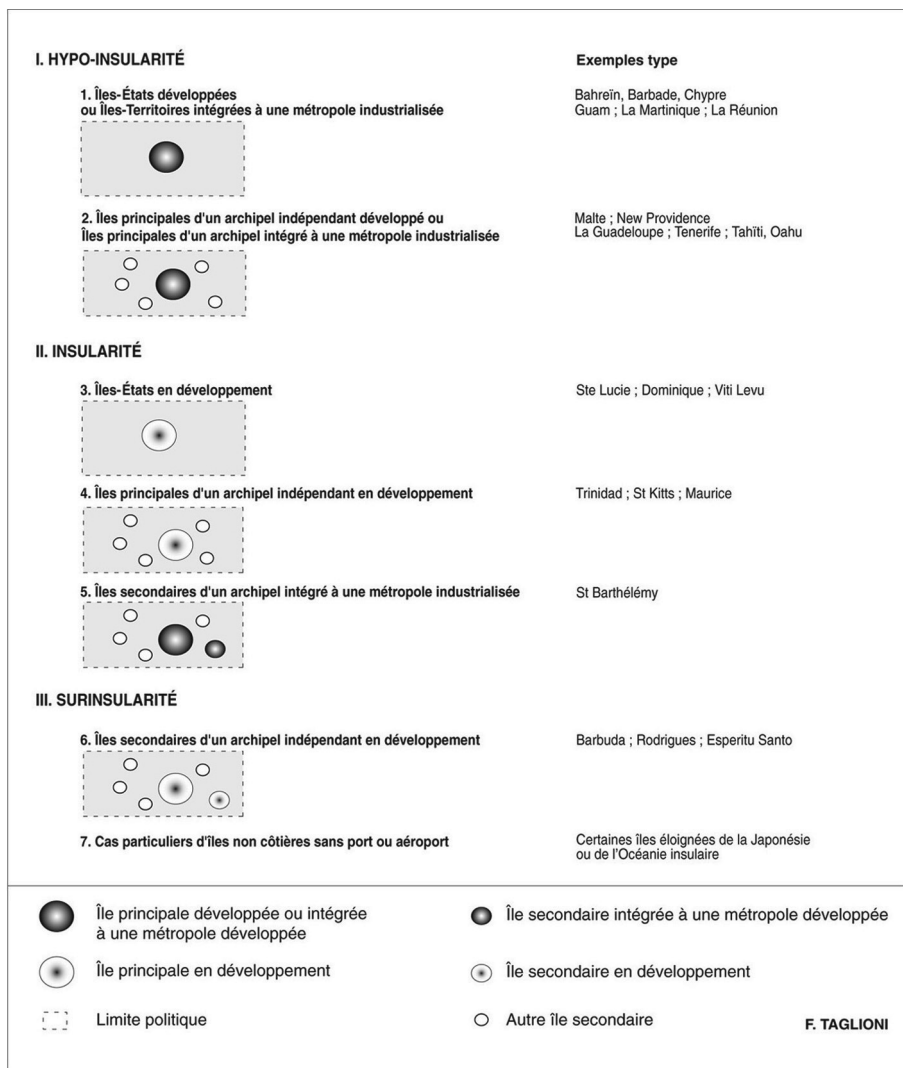 I. HYPO-INSULARITÉ
Exemples type
1. Îles-États développées
ou Îles-Territoires intégrées à une métropole industrialisée
Bahreïn, Barbade, Chypre
Guam ; La Martinique ; La Réunion
2. Îles principales d'un archipel indépendant développé ou
Îles principales d'un archipel intégré à une métropole industrialisée
Malte ; New Providence
La Guadeloupe ; Tenerife ; Tahïti, Oahu
II. INSULARITÉ
3. Îles-États en développement
Ste Lucie ; Dominique ; Viti Levu
4. Îles principales d'un archipel indépendant en développement
Trinidad ; St Kitts ; Maurice
5. Îles secondaires d'un archipel intégré à une métropole industrialisée
St Barthélémy
III. SURINSULARITÉ
6. Îles secondaires d'un archipel indépendant en développement
Barbuda ; Rodrigues ; Esperitu Santo
7. Cas particuliers d'îles non côtières sans port ou aéroport
Certaines îles éloignées de la Japonésie
ou de l'Océanie insulaire
Île principale développée ou intégrée
à une métropole développée
Île secondaire intégrée à une métropole développée
Île principale en développement
Île secondaire en développement
Limite politique
Autre île secondaire
F. TAGLIONI